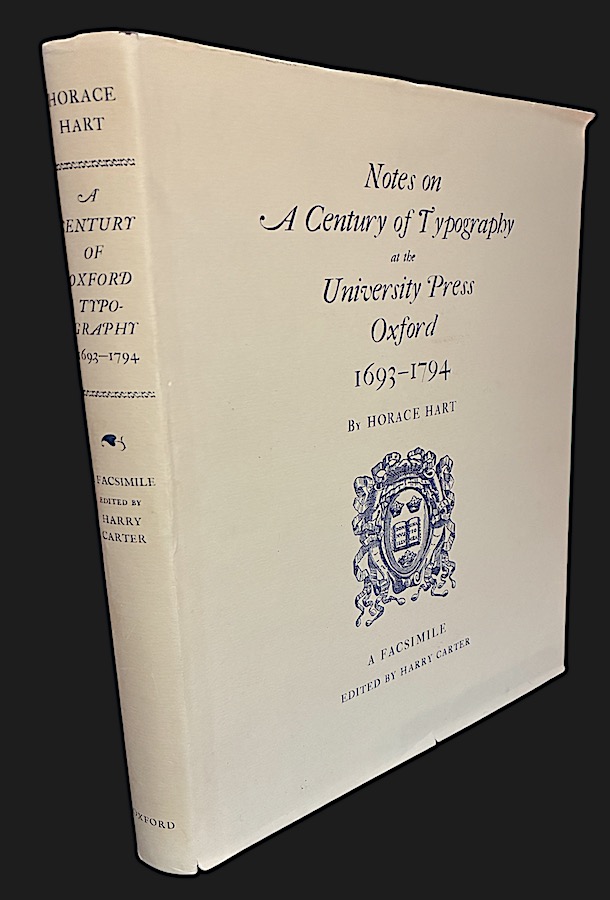 HORACE
HART
A
CENTURY
OF
OXFORD
TYPO-
GRAPHY
1693–1794
FACSIMILE
EDITED BY
HARRY
CARTER
OXFORD
Notes on
A Century of Typography
at the
University Press
Oxford
1693–1794
By HORACE HART
A FACSIMILE
EDITED BY HARRY CARTER